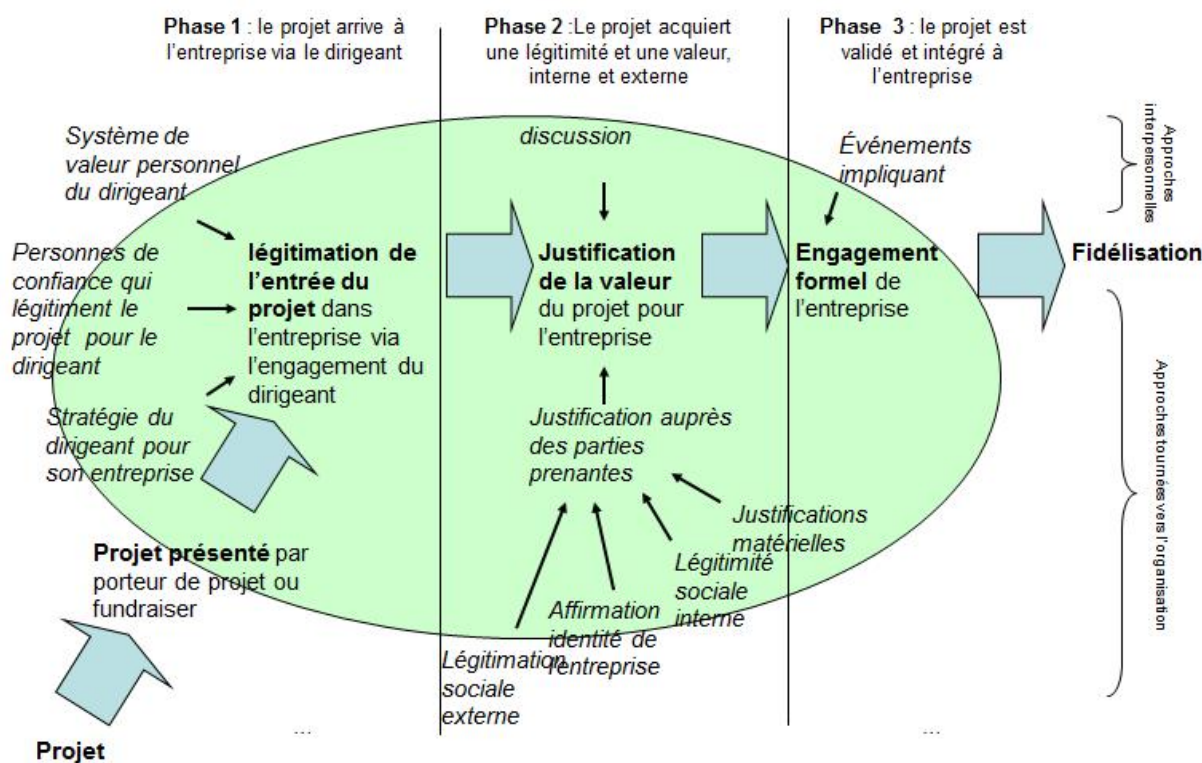 Phase 1 : le projet arrive à
l'entreprise via le dirigeant
Phase 2 :Le projet acquiert
une légitimité et une valeur,
interne et externe
Phase 3 : le projet est
validé et intégré à
l'entreprise
Système de
valeur personnel
du dirigeant
discussion
Événements
impliquant
Approches
interpersonnelles
Personnes de
confiance qui
légitiment le
projet pour le
dirigeant
légitimation de
l'entrée du
projet dans
l'entreprise via
l'engagement du
dirigeant
Justification
de la valeur
du projet pour
l'entreprise
Engagement
formel de
l'entreprise
Fidélisation
Stratégie du
dirigeant pour
son entreprise
Justification auprès
des parties
prenantes
Justifications
matérielles
Légitimité
sociale
interne
Affirmation
identité de
l'entreprise
Légitimation
sociale
externe
Approches tournées vers l'organisation
Projet présenté par
porteur de projet ou
fundraiser
...
...
Projet